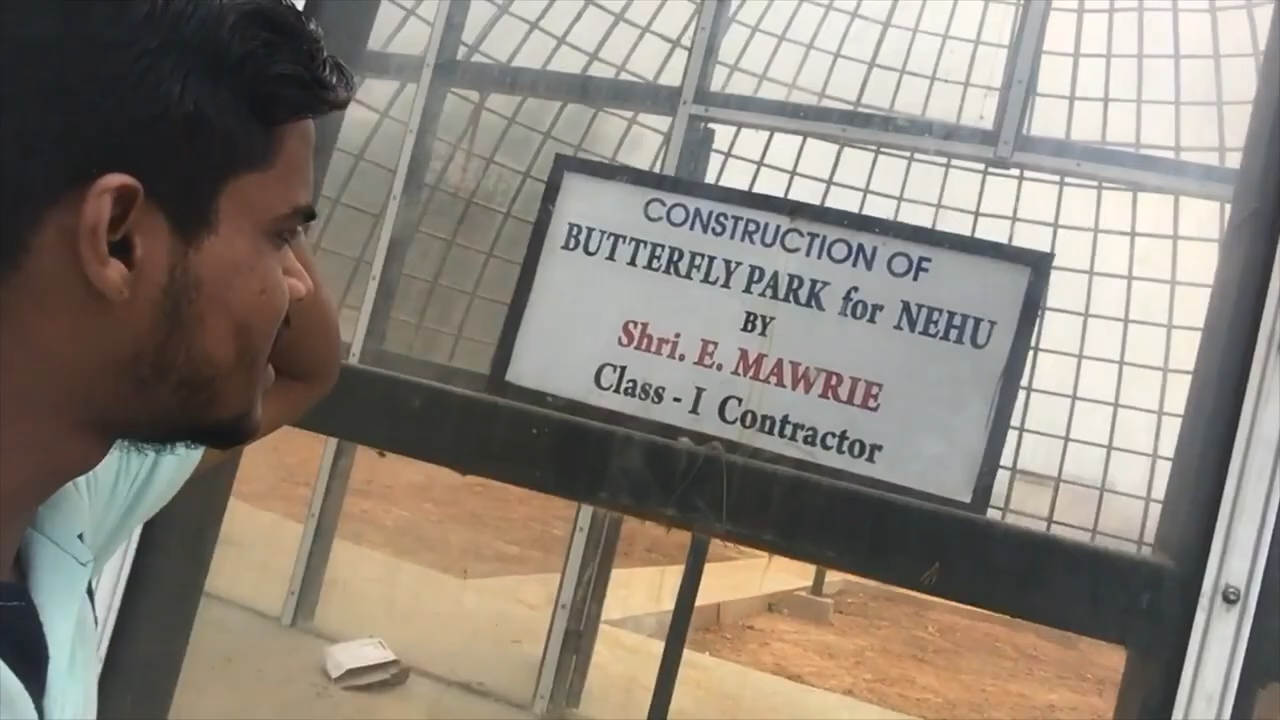 CONSTRUCTION OF
BUTTERFLY PARK for NEHU
BY
Shri. E. MAWRIE
Class - I Contractor